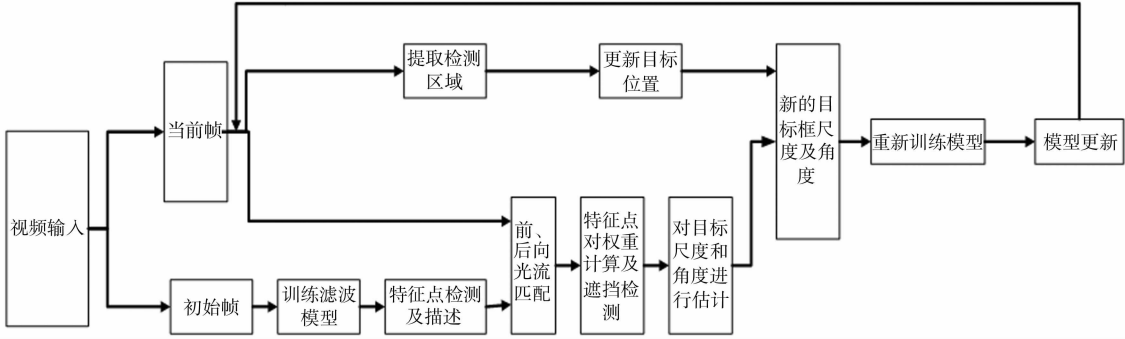 视频输入
当前帧
提取检测
区域
更新目标
位置
初始帧
训练滤波
模型
特征点检测
及描述
前、
后向
光流
匹配
特征点
对权重
计算及
遮挡检
测
对目标
尺度和
角度进
行估计
新的目
标框尺
度及角
度
重新训练模型
模型更新